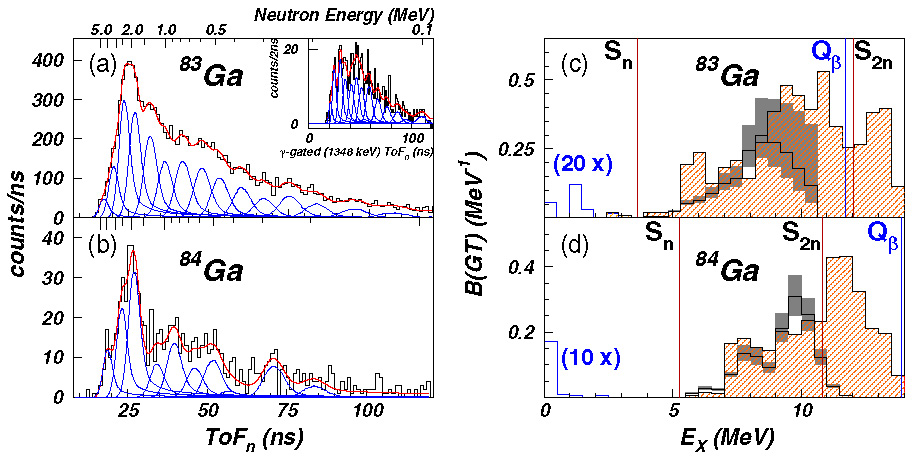 Neutron Energy (MeV)
5.0 2.0 1.0 0.5 0.1
(a) 83Ga
400
300
200
100
0
counts/2ns
20
0
0 100
γ-gated (1348 keV) ToFn (ns)
(b) 84Ga
40
30
20
10
0
counts/ns
25 50 75 100
ToFn (ns)
Sn Qβ S2n
(c) 83Ga
0.5
0.25
(20 x)
B(GT) (MeV-1)
Sn S2n Qβ
(d) 84Ga
0.4
0.2
(10 x)
0 5 10
EX (MeV)